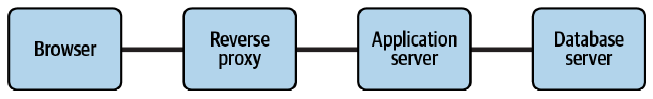 Browser
Reverse
proxy
Application
server
Database
server